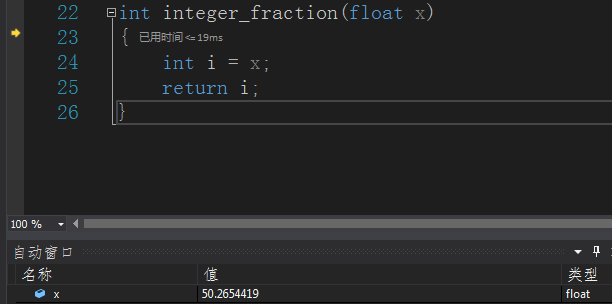 22 int integer_fraction(float x)
23 { 已用时间 <= 19ms
24 int i = x;
25 return i;
26 }
100 %
自动窗口
名称 值 类型
x 50.2654419 float